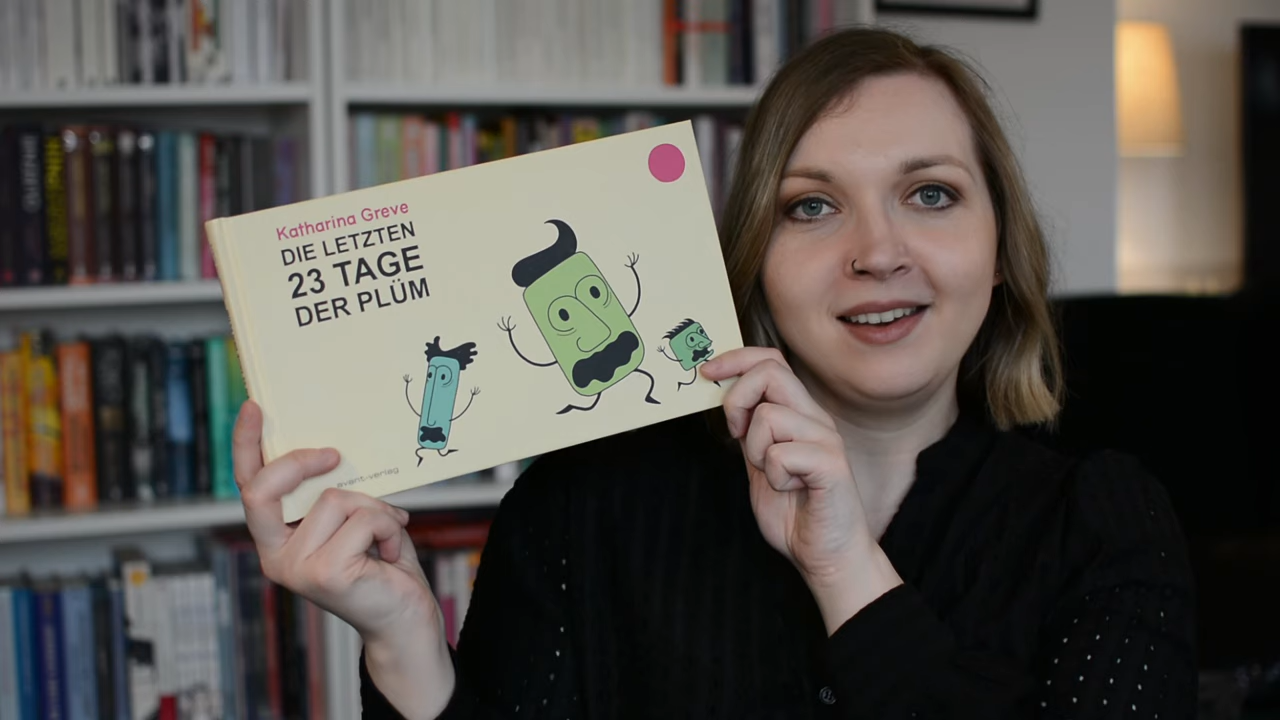 Katharina Greve
DIE LETZTEN
23 TAGE
DER PLÜM
avant-verlag